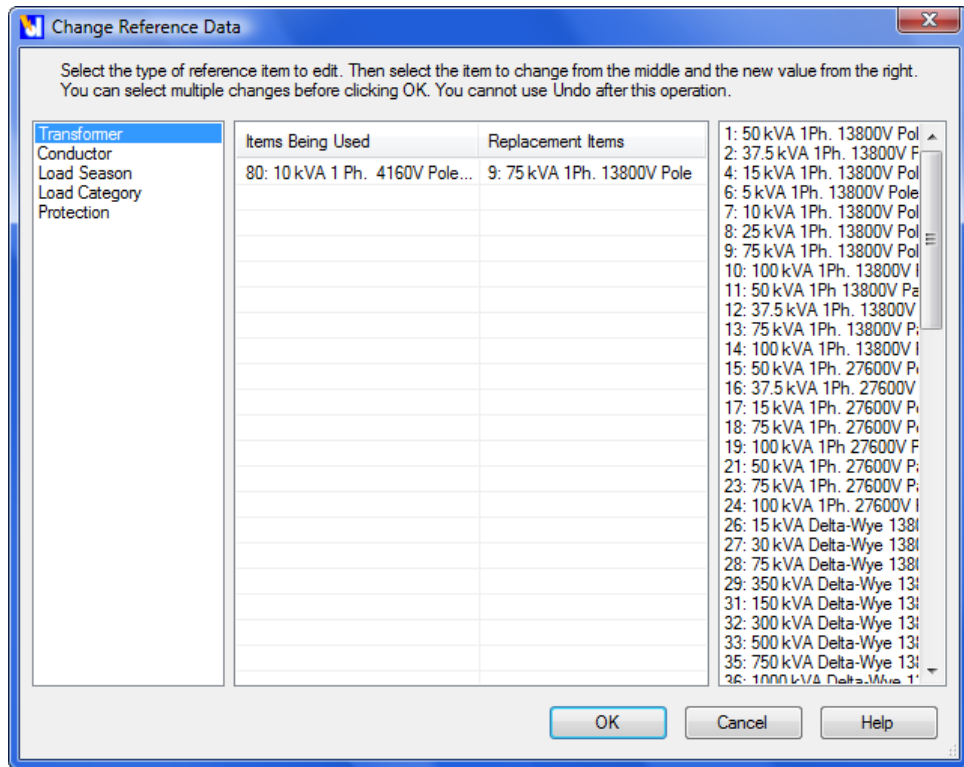 Change Reference Data
Select the type of reference item to edit. Then select the item to change from the middle and the new value from the right.
You can select multiple changes before clicking OK. You cannot use Undo after this operation.
Transformer
Conductor
Load Season
Load Category
Protection
Items Being Used
Replacement Items
80: 10 kVA 1 Ph. 4160V Pole...
9: 75 kVA 1Ph. 13800V Pole
1: 50 kVA 1Ph. 13800V Pol
2: 37.5 kVA 1Ph. 13800V
4: 15 kVA 1Ph. 13800V Pol
6: 5 kVA 1Ph. 13800V Pole
7: 10 kVA 1Ph. 13800V Pol
8: 25 kVA 1Ph. 13800V Pol
9: 75 kVA 1Ph. 13800V Pol
10: 100 kVA 1Ph. 13800V
11: 50 kVA 1Ph 13800V Pa
12: 37.5 kVA 1Ph. 13800V
13: 75 kVA 1Ph. 13800V
14: 100 kVA 1Ph. 13800V
15: 50 kVA 1Ph. 27600V
16: 37.5 kVA 1Ph. 27600V
17: 15 kVA 1Ph. 27600V
18: 75 kVA 1Ph. 27600V
19: 100 kVA 1Ph 27600V
21: 50 kVA 1Ph. 27600V
23: 75 kVA 1Ph. 27600V
24: 100 kVA 1Ph. 27600V
26: 15 kVA Delta-Wye 138
27: 30 kVA Delta-Wye 138
28: 75 kVA Delta-Wye 138
29: 350 kVA Delta-Wye 13
31: 150 kVA Delta-Wye 13
32: 300 kVA Delta-Wye 13
33: 500 kVA Delta-Wye 13
35: 750 kVA Delta-Wye 13
36: 1000 kVA Delta-Wye 1
OK
Cancel
Help